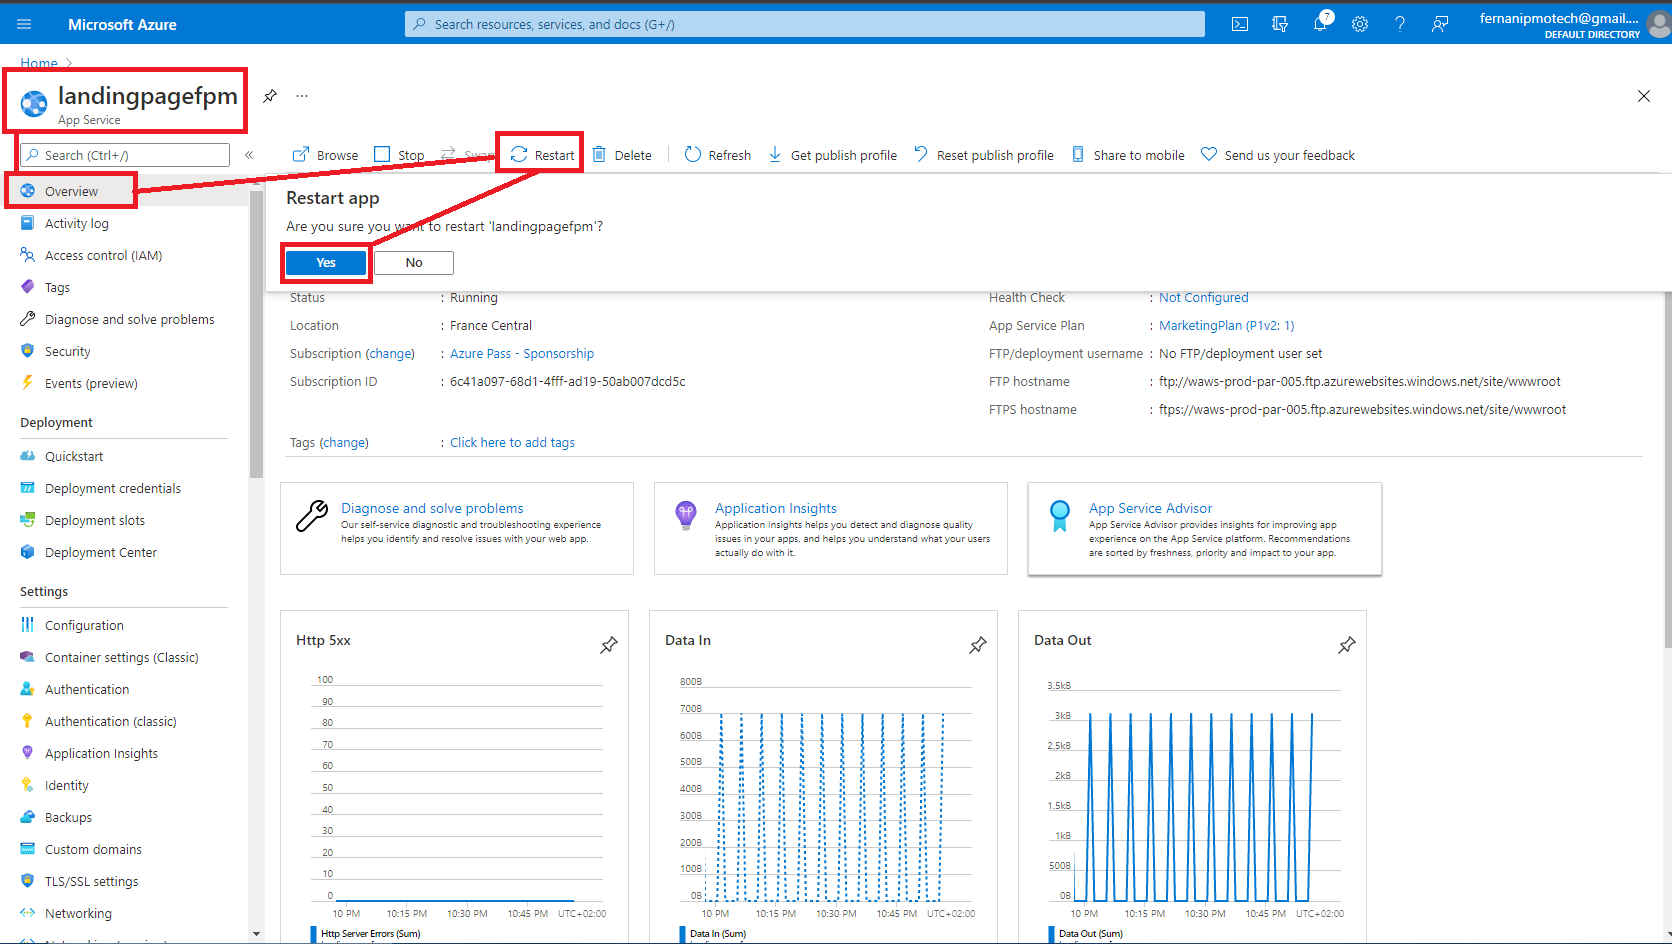 Microsoft Azure
Search resources, services, and docs (G+/)
7
fernanipmotech@gmail....
DEFAULT DIRECTORY
Home
landingpagefpm
App Service
Search (Ctrl+/)
Browse
Stop
Swap
Restart
Delete
Refresh
Get publish profile
Reset publish profile
Share to mobile
Send us your feedback
Overview
Activity log
Access control (IAM)
Tags
Diagnose and solve problems
Security
Events (preview)
Deployment
Quickstart
Deployment credentials
Deployment slots
Deployment Center
Settings
Configuration
Container settings (Classic)
Authentication
Authentication (classic)
Application Insights
Identity
Backups
Custom domains
TLS/SSL settings
Networking
Restart app
Are you sure you want to restart 'landingpagefpm'?
Yes
No
Status : Running
Location : France Central
Subscription (change) : Azure Pass - Sponsorship
Subscription ID : 6c41a097-68d1-4fff-ad19-50ab007dcd5c
Tags (change) : Click here to add tags
Health Check : Not Configured
App Service Plan : MarketingPlan (P1v2: 1)
FTP/deployment username : No FTP/deployment user set
FTP hostname : ftp://waws-prod-par-005.ftp.azurewebsites.windows.net/site/wwwroot
FTPS hostname : ftps://waws-prod-par-005.ftp.azurewebsites.windows.net/site/wwwroot
Diagnose and solve problems
Our self-service diagnostic and troubleshooting experience
helps you identify and resolve issues with your web app.
Application Insights
Application Insights helps you detect and diagnose quality
issues in your apps, and helps you understand what your users
actually do with it.
App Service Advisor
App Service Advisor provides insights for improving app
experience on the App Service platform. Recommendations
are sorted by freshness, priority and impact to your app.
Http 5xx
100
90
80
70
60
50
40
30
20
10
0
10 PM 10:15 PM 10:30 PM 10:45 PM UTC+02:00
Http Server Errors (Sum)
Data In
800B
700B
600B
500B
400B
300B
200B
100B
0B
10 PM 10:15 PM 10:30 PM 10:45 PM UTC+02:00
Data In (Sum)
Data Out
3.5kB
3kB
2.5kB
2kB
1.5kB
1kB
500B
0B
10 PM 10:15 PM 10:30 PM 10:45 PM UTC+02:00
Data Out (Sum)